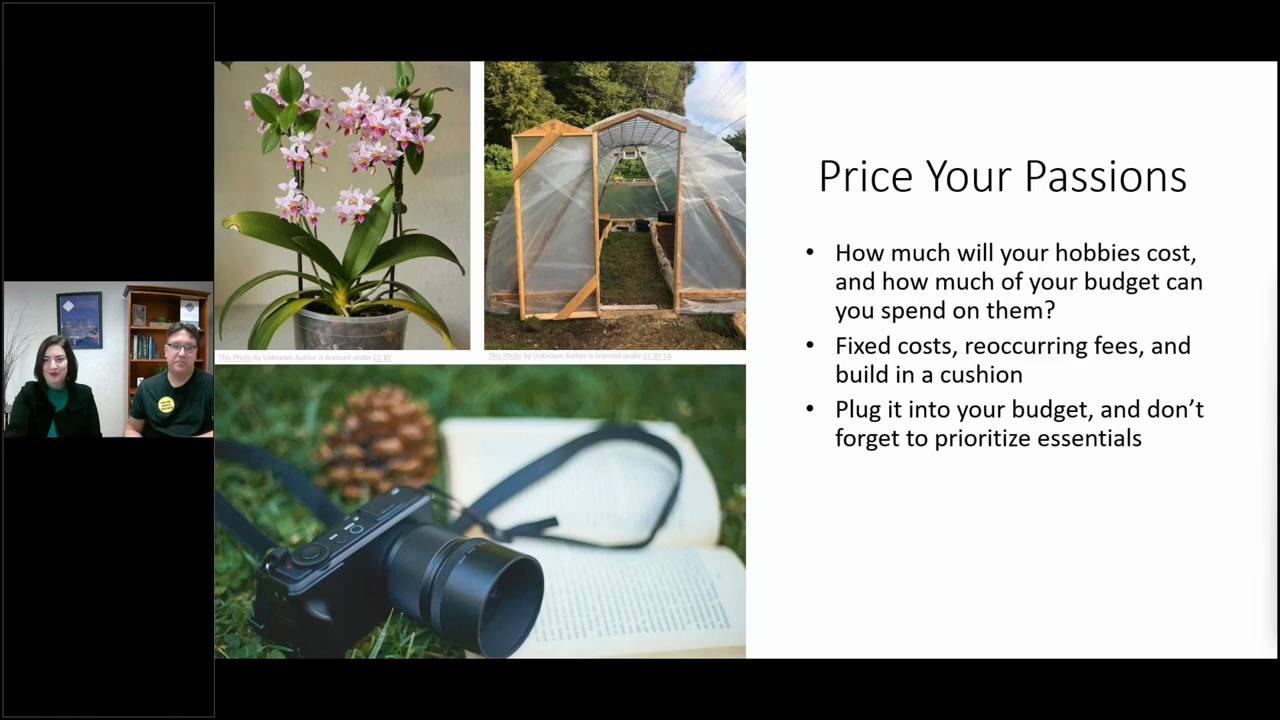 This Photo by Unknown Author is licensed under CC BY
This Photo by Unknown Author is licensed under CC BY-SA
Price Your Passions
• How much will your hobbies cost,
and how much of your budget can
you spend on them?
• Fixed costs, reoccurring fees, and
build in a cushion
• Plug it into your budget, and don’t
forget to prioritize essentials